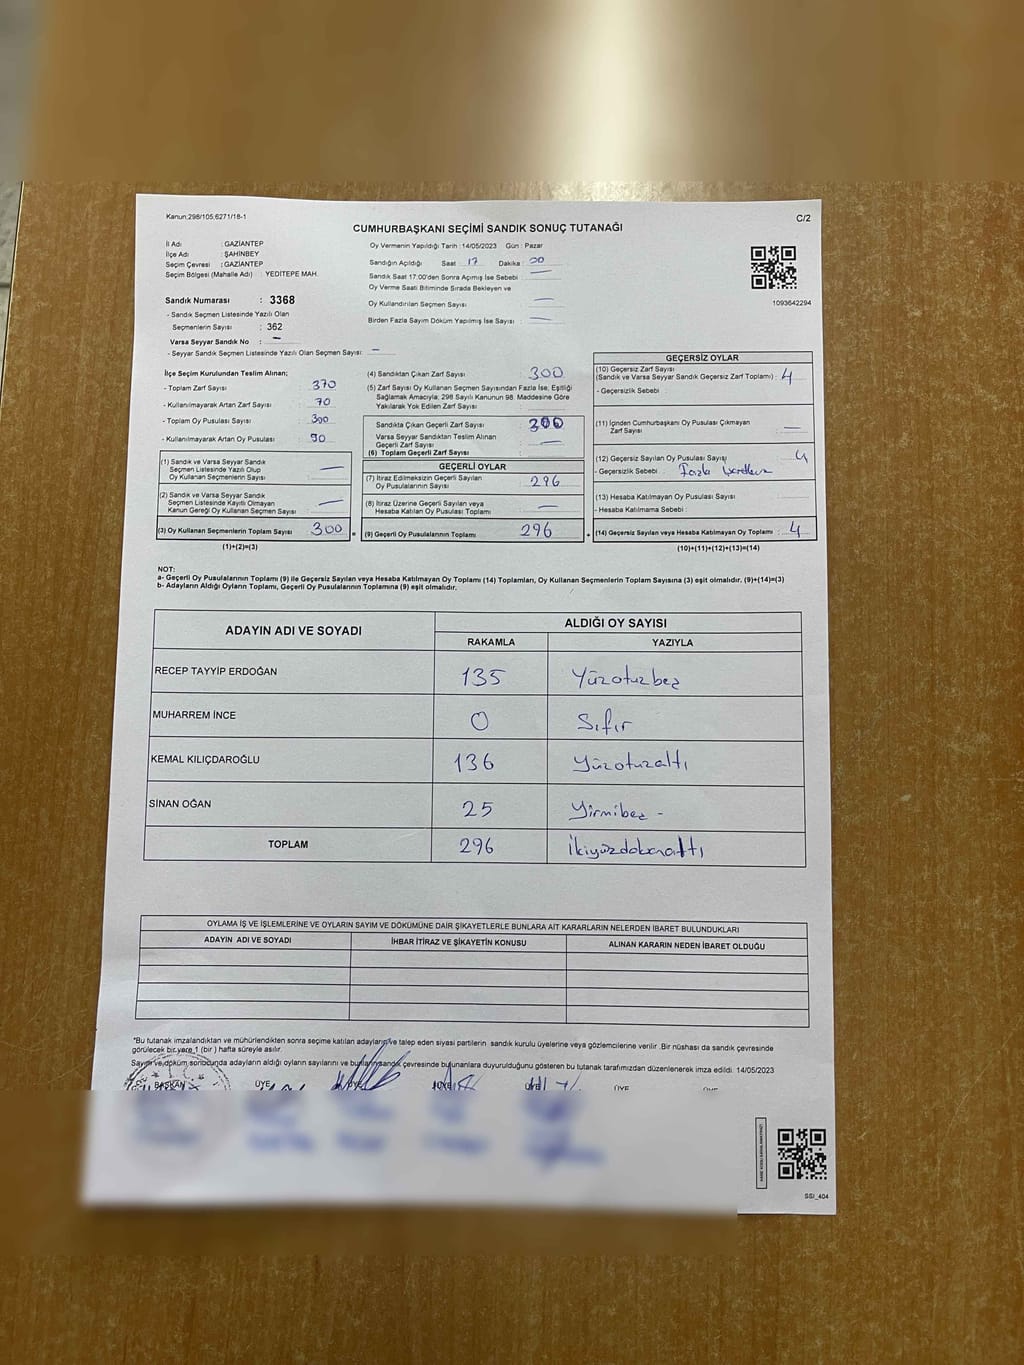 Kanun;298/105,6271/18-1
C/2
CUMHURBAŞKANI SEÇİMİ SANDIK SONUÇ TUTANAĞI
İl Adı : GAZİANTEP
İlçe Adı : ŞAHİNBEY
Seçim Çevresi : GAZİANTEP
Seçim Bölgesi (Mahalle Adı) : YEDİTEPE MAH.
Sandık Numarası : 3368
- Sandık Seçmen Listesinde Yazılı Olan
Seçmenlerin Sayısı : 362
Varsa Seyyar Sandık No : —
- Seyyar Sandık Seçmen Listesinde Yazılı Olan Seçmen Sayısı: —
Oy Vermenin Yapıldığı Tarih : 14/05/2023 Gün : Pazar
Sandığın Açıldığı Saat 17 Dakika 00
Sandık Saat 17:00'den Sonra Açılmış İse Sebebi —
Oy Verme Saati Bitiminde Sırada Bekleyen ve
Oy Kullandırılan Seçmen Sayısı —
Birden Fazla Sayım Döküm Yapılmış İse Sayısı : —
1093642294
İlçe Seçim Kurulundan Teslim Alınan;
- Toplam Zarf Sayısı 370
- Kullanılmayarak Artan Zarf Sayısı : 70
- Toplam Oy Pusulası Sayısı : 300
- Kullanılmayarak Artan Oy Pusulası : 90
(1) Sandık ve Varsa Seyyar Sandık
Seçmen Listesinde Yazılı Olup
Oy Kullanan Seçmenlerin Sayısı —
(2) Sandık ve Varsa Seyyar Sandık
Seçmen Listesinde Kayıtlı Olmayan
Kanun Gereği Oy Kullanan Seçmen Sayısı : —
(3) Oy Kullanan Seçmenlerin Toplam Sayısı 300 =
(1)+(2)=(3)
(4) Sandıktan Çıkan Zarf Sayısı 300
(5) Zarf Sayısı Oy Kullanan Seçmen Sayısından Fazla İse, Eşitliği
Sağlamak Amacıyla; 298 Sayılı Kanunun 98. Maddesine Göre
Yakılarak Yok Edilen Zarf Sayısı
Sandıkta Çıkan Geçerli Zarf Sayısı 300
Varsa Seyyar Sandıktan Teslim Alınan
Geçerli Zarf Sayısı —
(6) Toplam Geçerli Zarf Sayısı
GEÇERLİ OYLAR
(7) İtiraz Edilmeksizin Geçerli Sayılan
Oy Pusulalarının Sayısı : 296
(8) İtiraz Üzerine Geçerli Sayılan veya
Hesaba Katılan Oy Pusulası Toplamı : —
(9) Geçerli Oy Pusulalarının Toplamı 296 +
GEÇERSİZ OYLAR
(10) Geçersiz Zarf Sayısı
(Sandık ve Varsa Seyyar Sandık Geçersiz Zarf Toplamı) : 4
- Geçersizlik Sebebi :
(11) İçinden Cumhurbaşkanı Oy Pusulası Çıkmayan
Zarf Sayısı —
(12) Geçersiz Sayılan Oy Pusulası Sayısı : 4
- Geçersizlik Sebebi : Fazla
(13) Hesaba Katılmayan Oy Pusulası Sayısı :
- Hesaba Katılmama Sebebi :
(14) Geçersiz Sayılan veya Hesaba Katılmayan Oy Toplamı : 4
(10)+(11)+(12)+(13)=(14)
NOT:
a- Geçerli Oy Pusulalarının Toplamı (9) ile Geçersiz Sayılan veya Hesaba Katılmayan Oy Toplamı (14) Toplamları, Oy Kullanan Seçmenlerin Toplam Sayısına (3) eşit olmalıdır. (9)+(14)=(3)
b- Adayların Aldığı Oyların Toplamı, Geçerli Oy Pusulalarının Toplamına (9) eşit olmalıdır.
ADAYIN ADI VE SOYADI ALDIĞI OY SAYISI
RAKAMLA YAZIYLA
RECEP TAYYİP ERDOĞAN 135 Yüzotuzbeş
MUHARREM İNCE 0 Sıfır
KEMAL KILIÇDAROĞLU 136 Yüzotuzaltı
SİNAN OĞAN 25 Yirmibeş -
TOPLAM 296 İkiyüzdoksanaltı
OYLAMA İŞ VE İŞLEMLERİNE VE OYLARIN SAYIM VE DÖKÜMÜNE DAİR ŞİKAYETLERLE BUNLARA AİT KARARLARIN NELERDEN İBARET BULUNDUKLARI
ADAYIN ADI VE SOYADI İHBAR İTİRAZ VE ŞİKAYETİN KONUSU ALINAN KARARIN NEDEN İBARET OLDUĞU
"Bu tutanak imzalandıktan ve mühürlendikten sonra seçime katılan adaylara ve talep eden siyasi partilerin sandık kurulu üyelerine veya gözlemcilerine verilir .Bir nüshası da sandık çevresinde
görülecek bir yere 1 (bir ) hafta süreyle asılır.
Sayım ve döküm sonucunda adayların aldığı oyların sayılarını ve bunların sandık çevresinde bulunanlara duyurulduğunu gösteren bu tutanak tarafımızdan düzenlenerek imza edildi. 14/05/2023
BAŞKAN ÜYE ÜYE ÜYE ÜYE ÜYE
SSİ_404